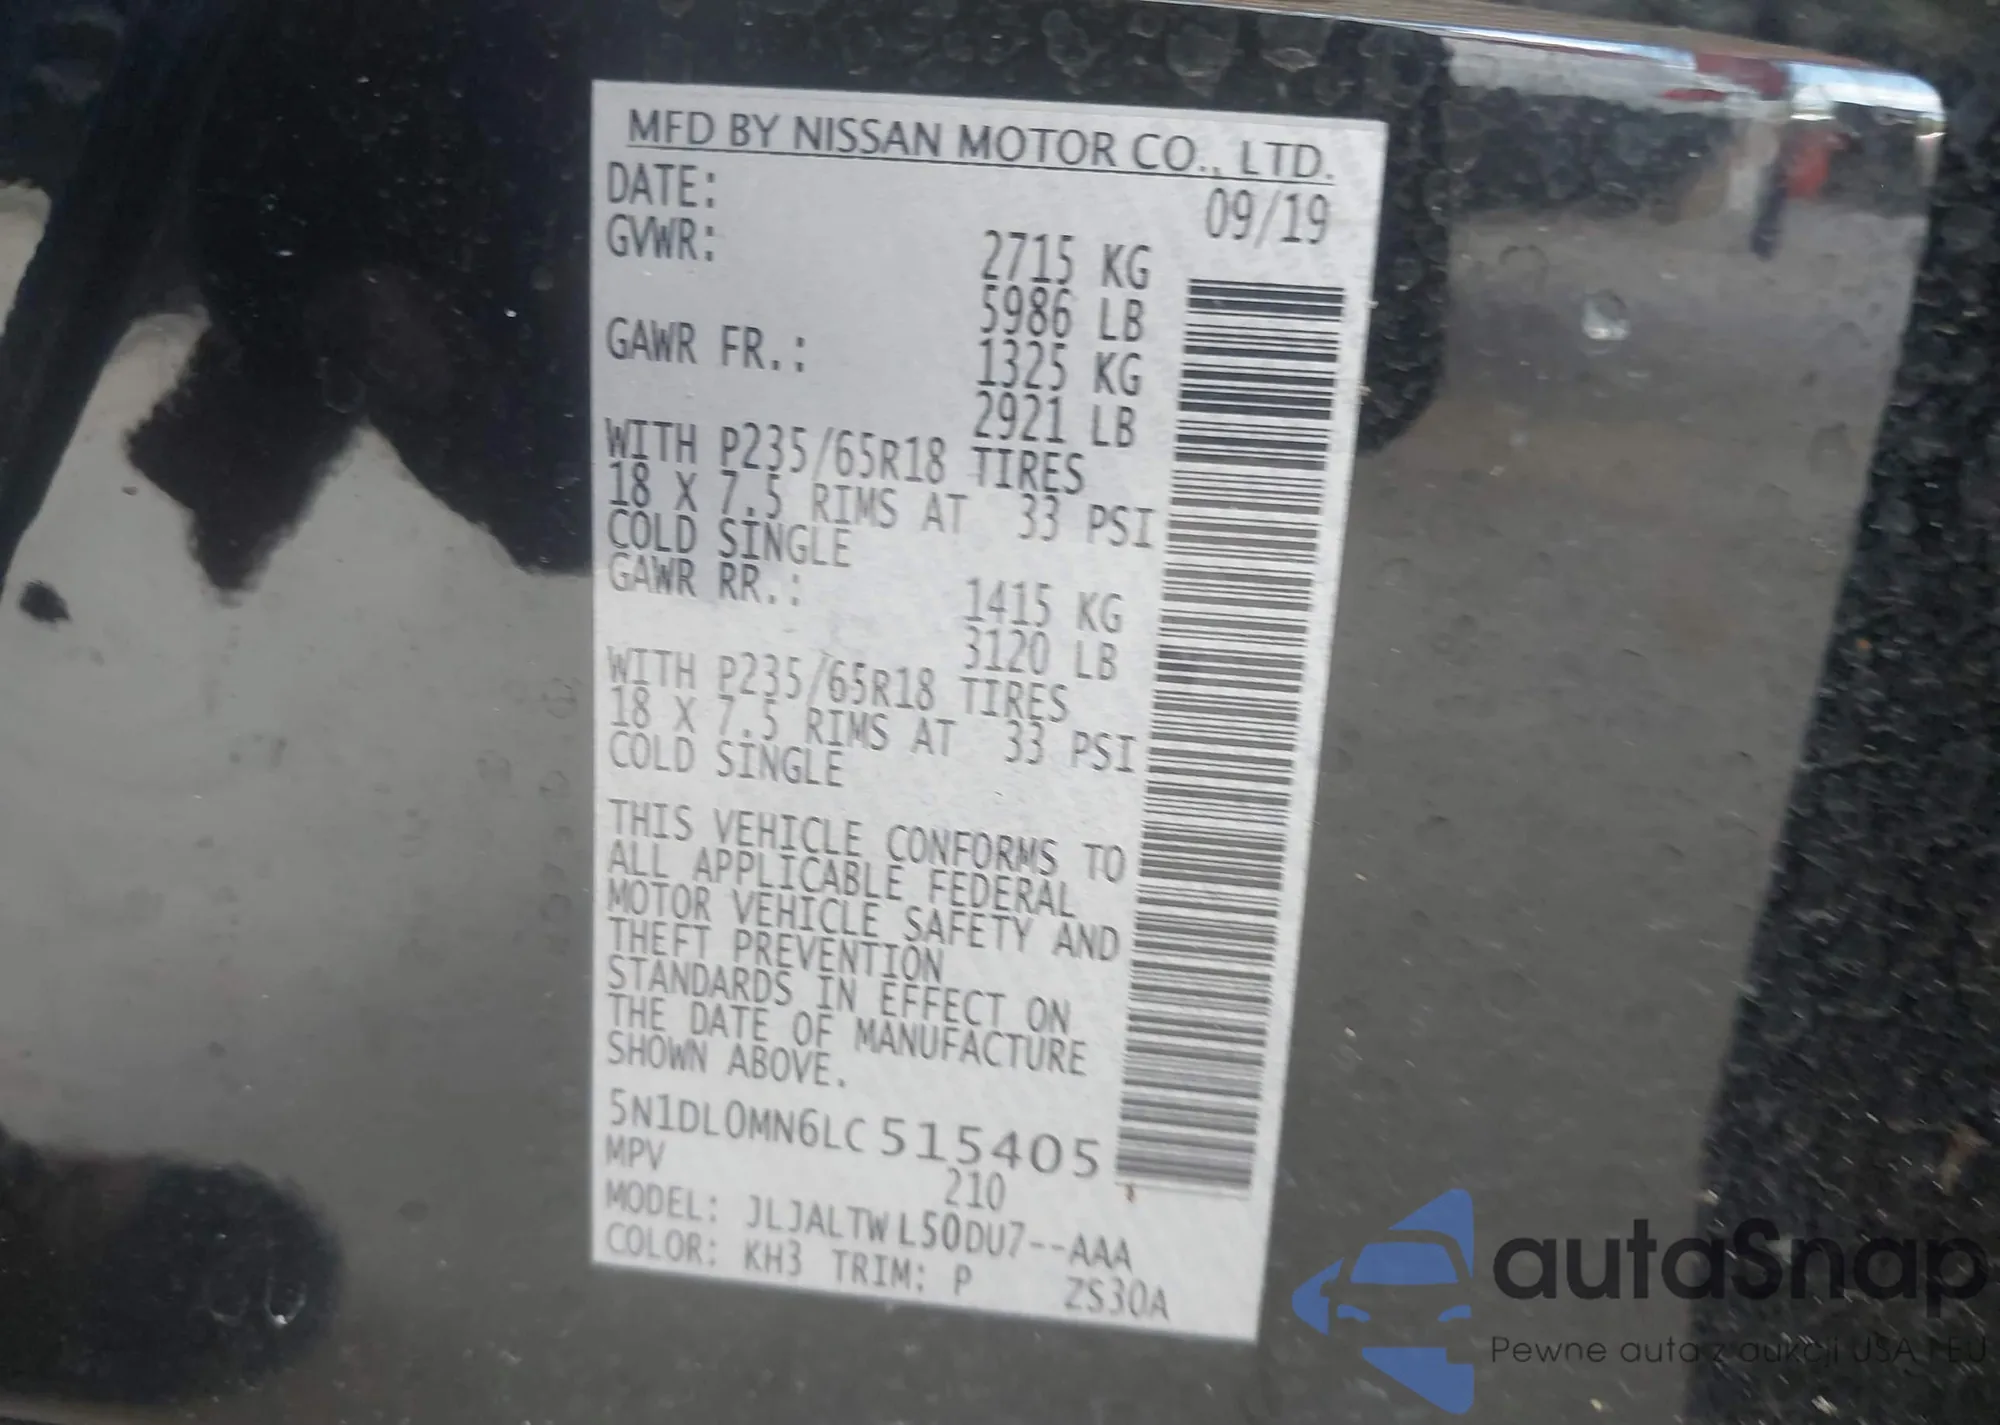 MFD BY NISSAN MOTOR CO., LTD.
DATE: 09/19
GVWR: 2715 KG
5986 LB
GAWR FR.: 1325 KG
2921 LB
WITH P235/65R18 TIRES
18 X 7.5 RIMS AT 33 PSI
COLD SINGLE
GAWR RR.: 1415 KG
3120 LB
WITH P235/65R18 TIRES
18 X 7.5 RIMS AT 33 PSI
COLD SINGLE
THIS VEHICLE CONFORMS TO
ALL APPLICABLE FEDERAL
MOTOR VEHICLE SAFETY AND
THEFT PREVENTION
STANDARDS IN EFFECT ON
THE DATE OF MANUFACTURE
SHOWN ABOVE.
5N1DL0MN6LC515405
MPV 210
MODEL: JLJALTWL50DU7--AAA
COLOR: KH3 TRIM: P ZS30A
autaSnap
Pewne auta z aukcji USA i EU